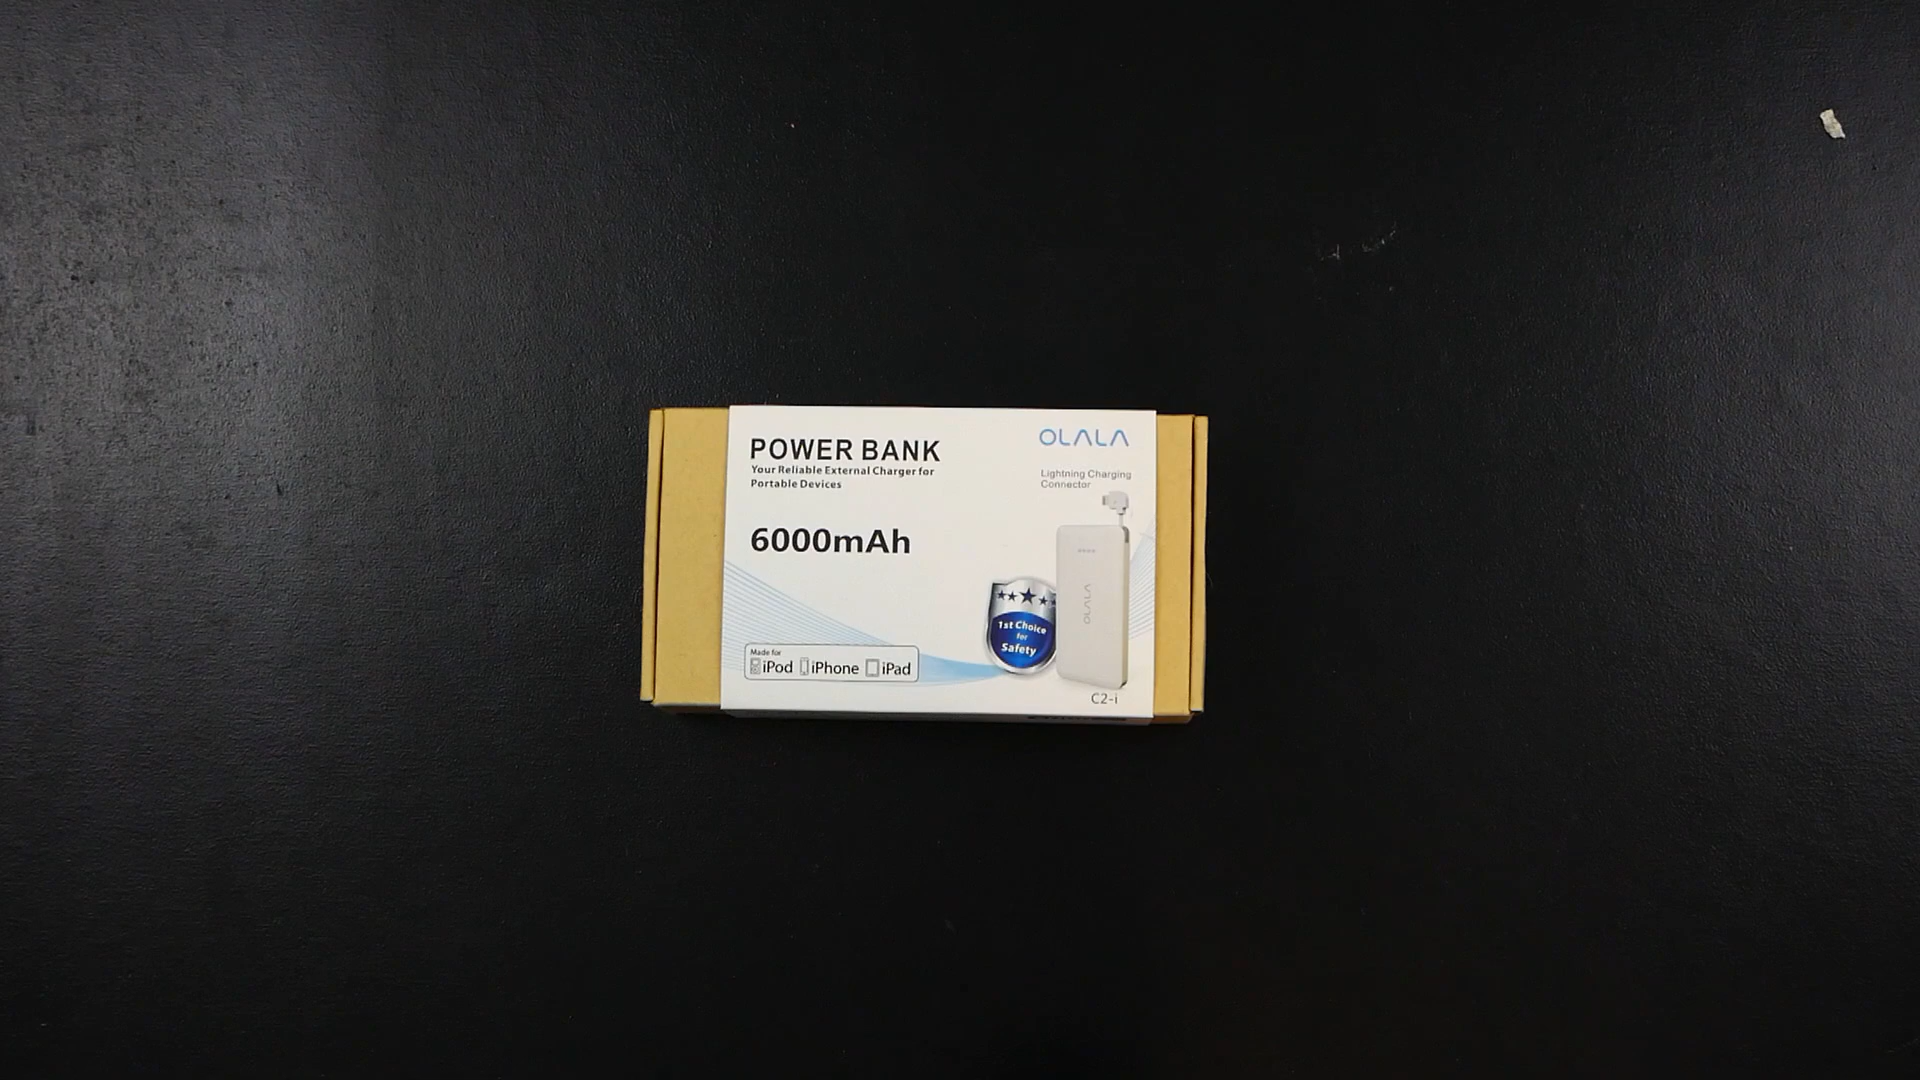 POWER BANK
Your Reliable External Charger for
Portable Devices
6000mAh
Made for
iPod iPhone iPad
OLALA
Lightning Charging
Connector
OLALA
1st Choice
for
Safety
C2-i